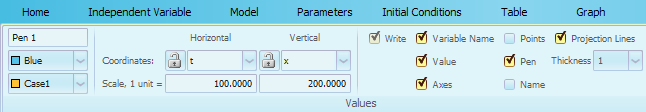 Home Independent Variable Model Parameters Initial Conditions Table Graph
Pen 1 Horizontal Vertical Write Variable Name Points Projection Lines
Blue Coordinates: t x Value Pen Thickness 1
Case1 Scale, 1 unit = 100.0000 200.0000 Axes Name
Values